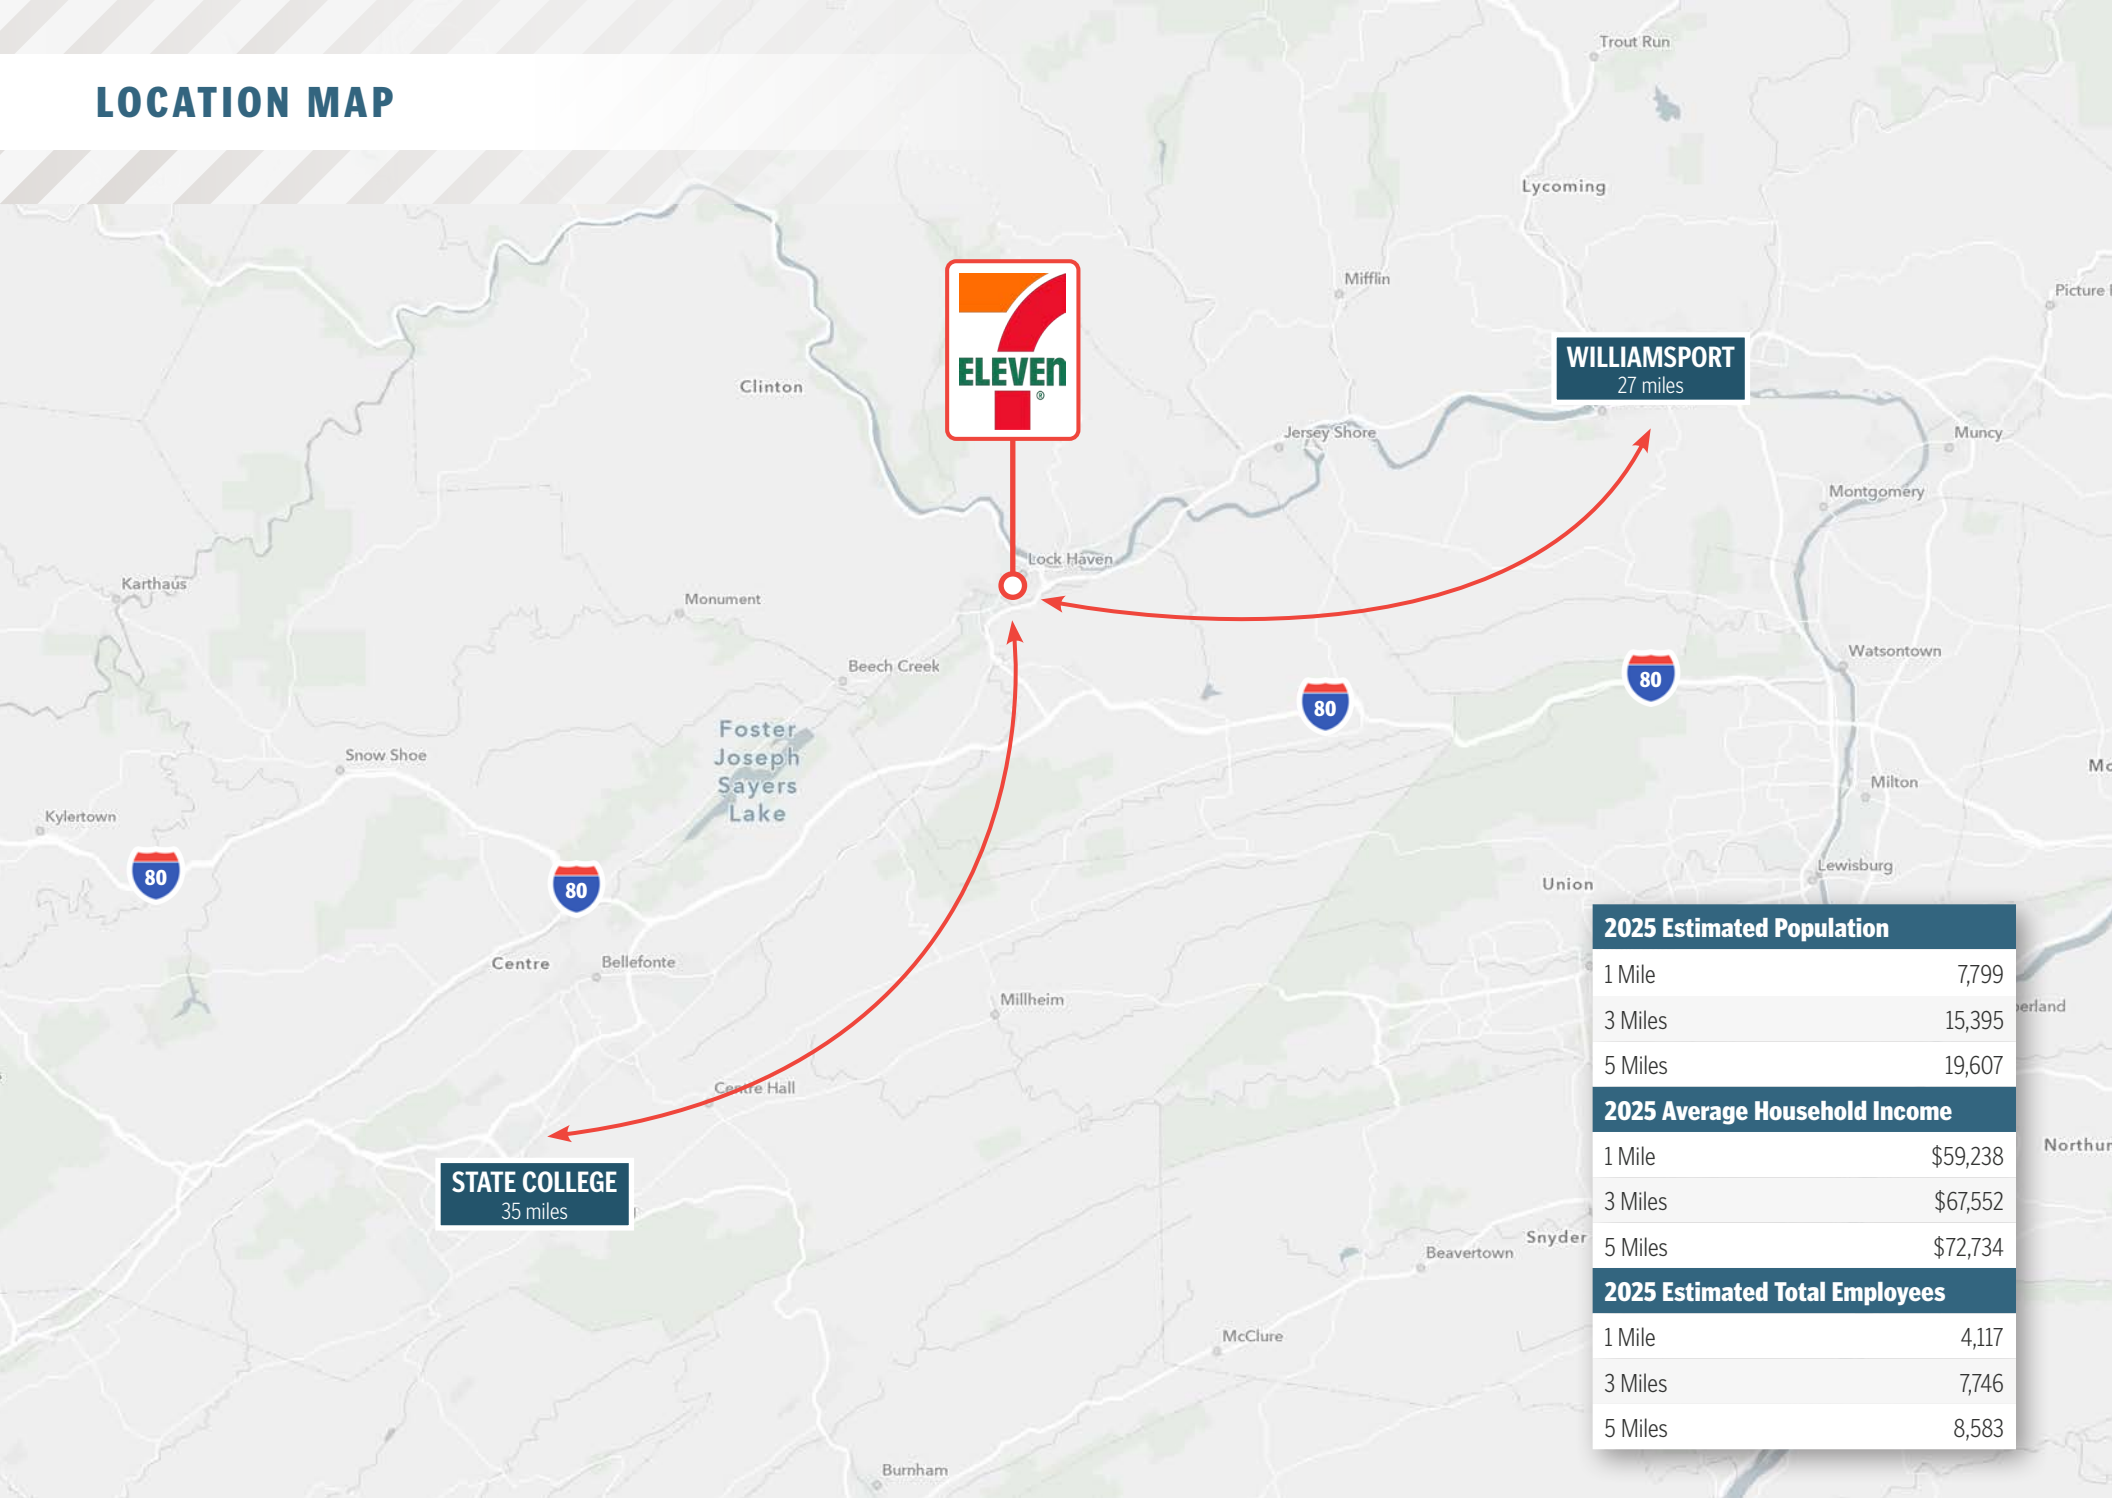 LOCATION MAP
Trout Run
Lycoming
Mifflin
Picture
7
ELEVEn
®
Clinton
WILLIAMSPORT
27 miles
Jersey Shore
Muncy
Montgomery
Lock Haven
Karthaus
Monument
Beech Creek
Watsontown
80
80
Foster
Joseph
Sayers
Lake
Snow Shoe
Milton
Kylertown
80
80
Lewisburg
Union
Centre
Bellefonte
Millheim
Centre Hall
STATE COLLEGE
35 miles
Snyder
Beavertown
McClure
Burnham
2025 Estimated Population
1 Mile 7,799
3 Miles 15,395
5 Miles 19,607
2025 Average Household Income
1 Mile $59,238
3 Miles $67,552
5 Miles $72,734
2025 Estimated Total Employees
1 Mile 4,117
3 Miles 7,746
5 Miles 8,583